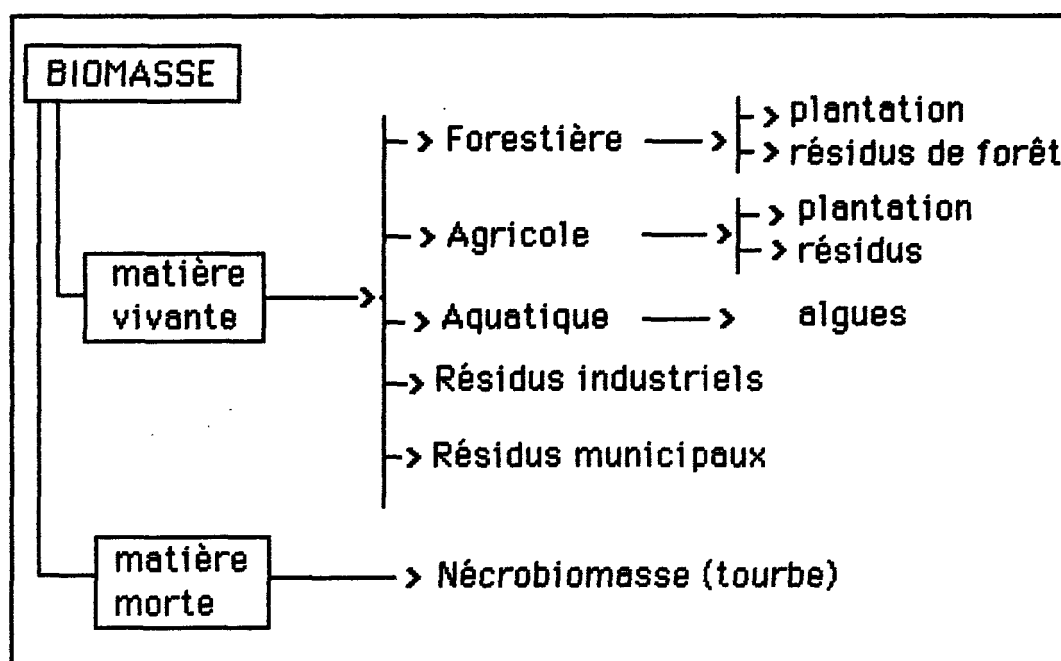 BIOMASSE
plantation
Forestière
résidus de forêt
plantation
Agricole
résidus
matière
vivante
Aquatique
algues
Résidus industriels
Résidus municipaux
matière
morte
Nécrobiomasse (tourbe)